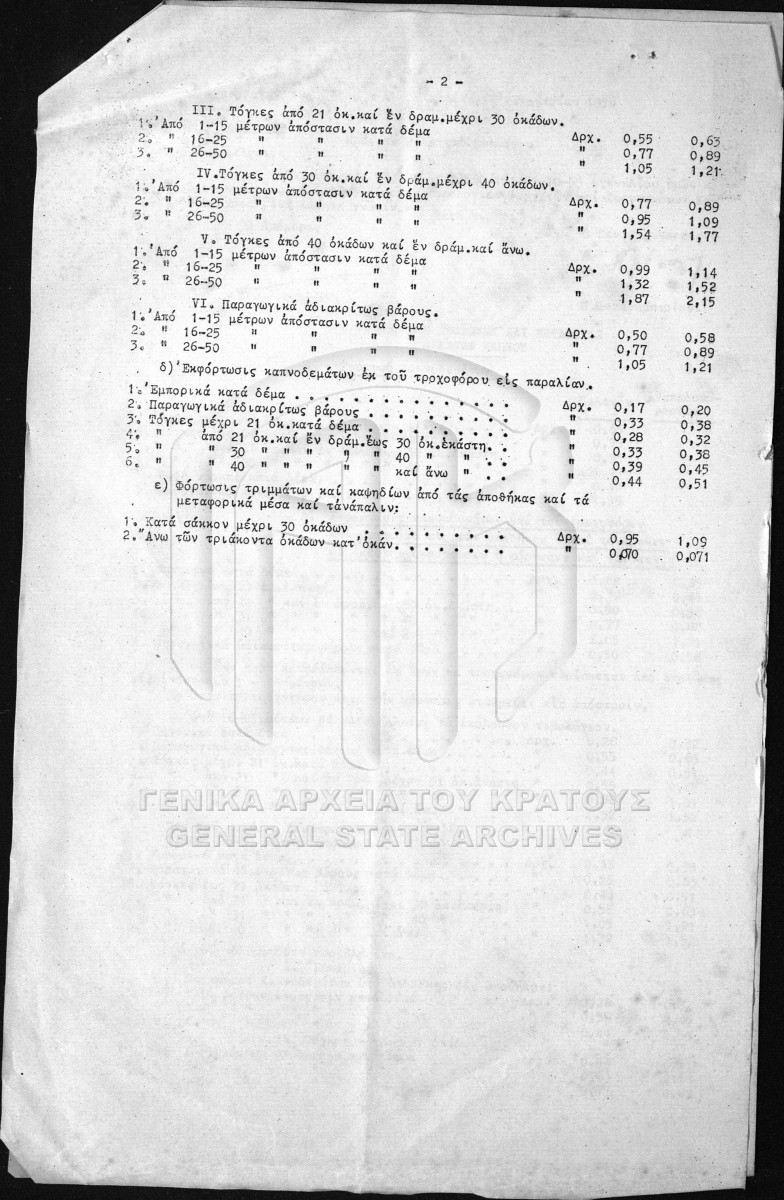 - 2 -
III. Τόγκες ἀπό 21 ὀκ.καί ἕν δραμ.μέχρι 30 ὀκάδων.
1. Ἀπό 1-15 μέτρων ἀπόστασιν κατά δέμα Δρχ. 0,55 0,63
2. " 16-25 " " " " " 0,77 0,89
3. " 26-50 " " " " " 1,05 1,21
IV.Τόγκες ἀπό 30 ὀκ.καί ἕν δράμ.μέχρι 40 ὀκάδων.
1. Ἀπό 1-15 μέτρων ἀπόστασιν κατά δέμα Δρχ. 0,77 0,89
2. " 16-25 " " " " " 0,95 1,09
3. " 26-50 " " " " " 1,54 1,77
V. Τόγκες ἀπό 40 ὀκάδων καί ἕν δράμ.καί ἄνω.
1. Ἀπό 1-15 μέτρων ἀπόστασιν κατά δέμα Δρχ. 0,99 1,14
2. " 16-25 " " " " " 1,32 1,52
3. " 26-50 " " " " " 1,87 2,15
VI. Παραγωγικά ἀδιακρίτως βάρους.
1. Ἀπό 1-15 μέτρων ἀπόστασιν κατά δέμα Δρχ. 0,50 0,58
2. " 16-25 " " " " " 0,77 0,89
3. " 26-50 " " " " " 1,05 1,21
δ) Ἐκφόρτωσις καπνοδεμάτων ἐκ τοῦ τρροχοφόρου εἰς παραλίαν.
1. Ἐμπορικά κατά δέμα . . . . . . . . . . . . . Δρχ. 0,17 0,20
2. Παραγωγικά ἀδιακρίτως βάρους . . . . . . . . . " 0,33 0,38
3. Τόγκες μέχρι 21 ὀκ.κατά δέμα . . . . . . . . . " 0,28 0,32
4. " ἀπό 21 ὀκ.καί ἕν δράμ.ἕως 30 ὀκ.ἑκάστη. . " 0,33 0,38
5. " " 30 " " " " " 40 " " . . " 0,39 0,45
6. " " 40 " " " " " καί ἄνω " . . " 0,44 0,51
ε) Φόρτωσις τριμμάτων καί καψηδίων ἀπό τάς ἀποθήκας καί τά
μεταφορικά μέσα καί τἀνάπαλιν:
1. Κατά σάκκον μέχρι 30 ὀκάδων . . . . . . . . . Δρχ. 0,95 1,09
2. Ἄνω τῶν τριάκοντα ὀκάδων κατ'ὀκάν. . . . . . . . " 0,070 0,071
ΓΕΝΙΚΑ ΑΡΧΕΙΑ ΤΟΥ ΚΡΑΤΟΥΣ
GENERAL STATE ARCHIVES